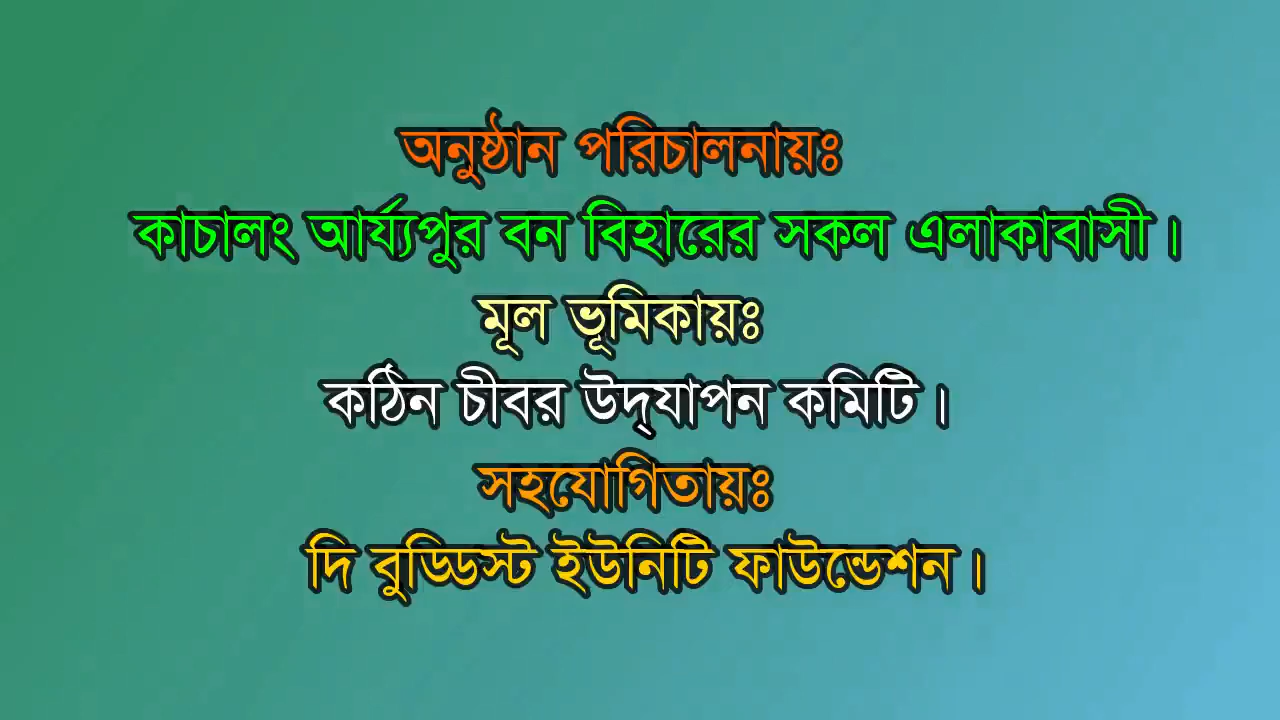 অনুষ্ঠান পরিচালনায়ঃ
কাচালং আর্য্যপুর বন বিহারের সকল এলাকাবাসী।
মূল ভূমিকায়ঃ
কঠিন চীবর উদ্‌যাপন কমিটি।
সহযোগিতায়ঃ
দি বুড্ডিস্ট ইউনিটি ফাউন্ডেশন।